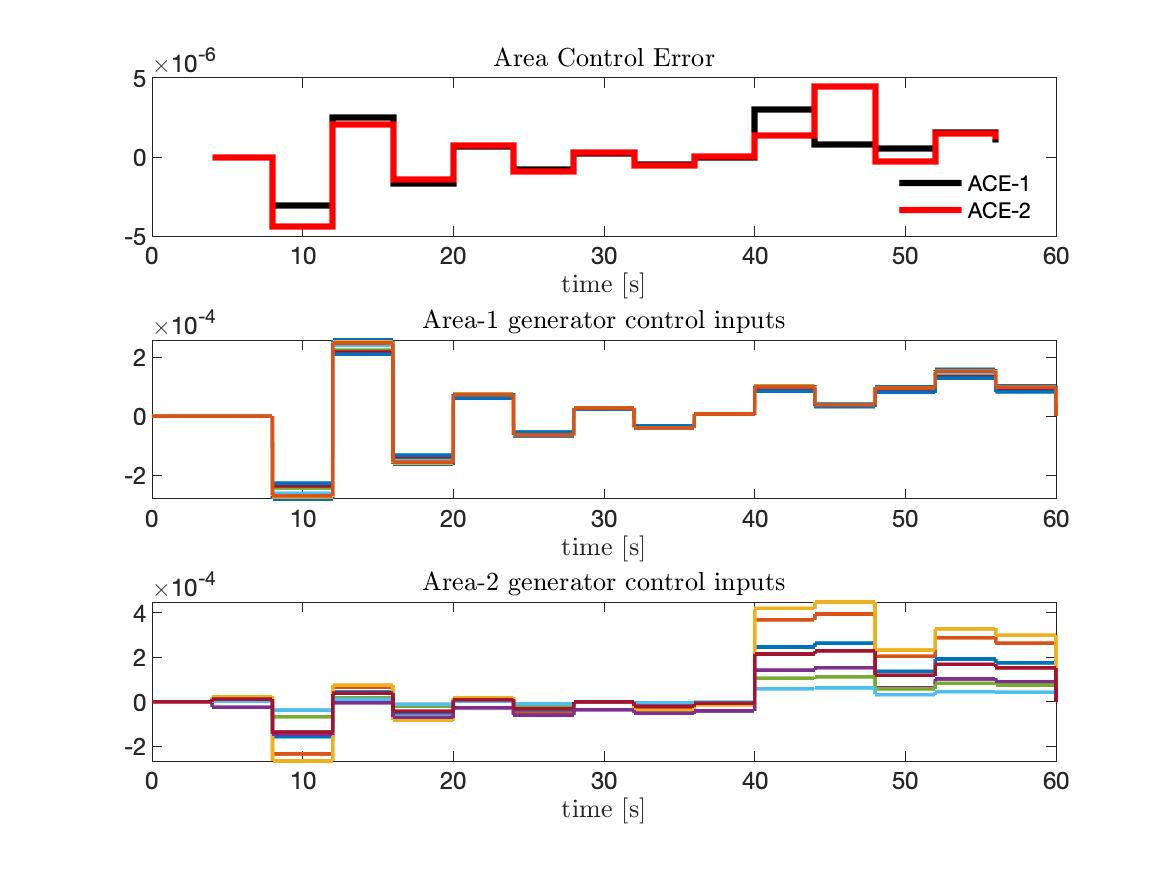 Area Control Error
×10-6
5
0
-5
0 10 20 30 40 50 60
time [s]
ACE-1
ACE-2
Area-1 generator control inputs
×10-4
2
0
-2
0 10 20 30 40 50 60
time [s]
Area-2 generator control inputs
×10-4
4
2
0
-2
0 10 20 30 40 50 60
time [s]